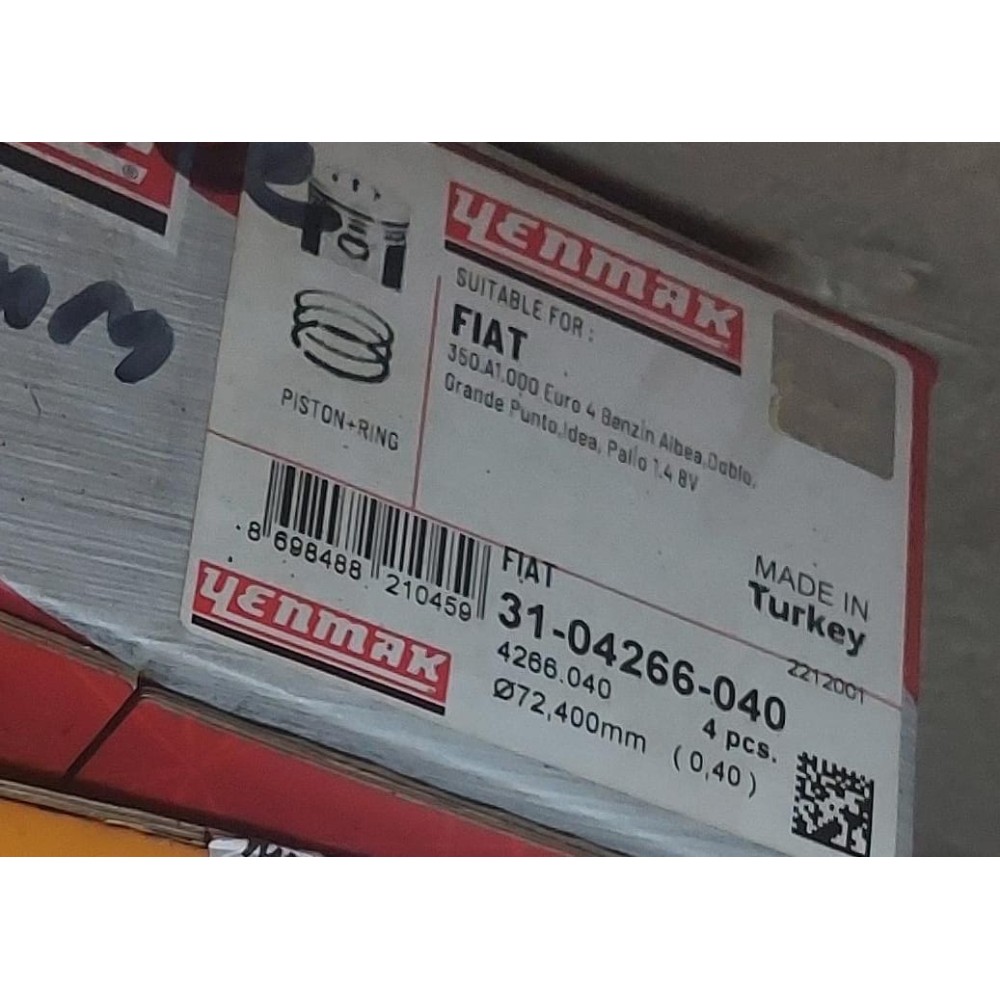 YENMAK
SUITABLE FOR :
FIAT
350.A1.000 Euro 4 Benzin Albea, Doblo,
Grande Punto, Idea, Palio 1.4 8V
PISTON+RING
8 698488 210459
YENMAK
FIAT
31-04266-040
4266.040
4 pcs.
Ø72,400mm (0,40)
MADE IN
Turkey
2212001